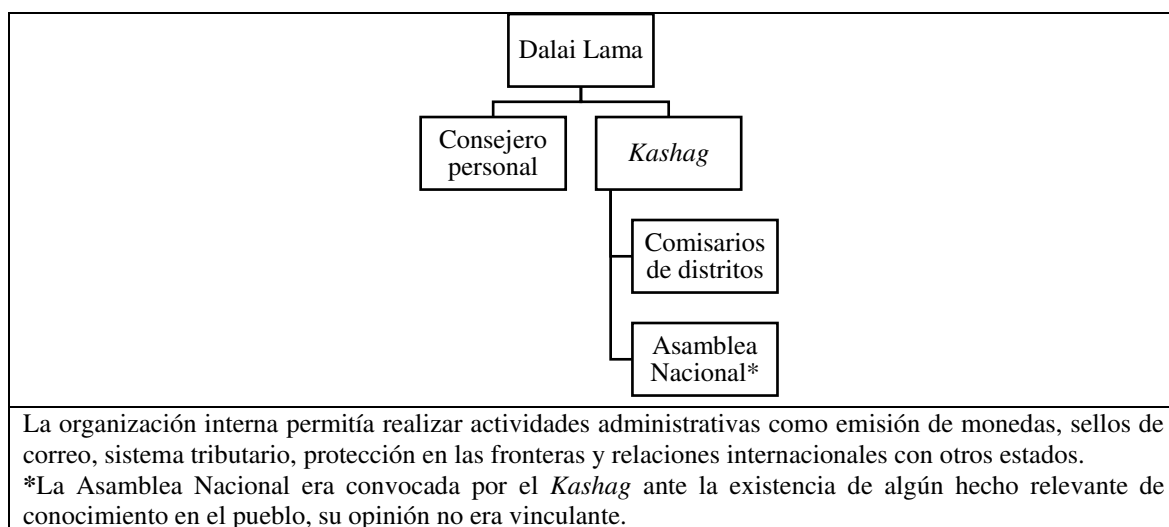 Dalai Lama
Consejero
personal
Kashag
Comisarios
de distritos
Asamblea
Nacional*
La organización interna permitía realizar actividades administrativas como emisión de monedas, sellos de
correo, sistema tributario, protección en las fronteras y relaciones internacionales con otros estados.
*La Asamblea Nacional era convocada por el Kashag ante la existencia de algún hecho relevante de
conocimiento en el pueblo, su opinión no era vinculante.